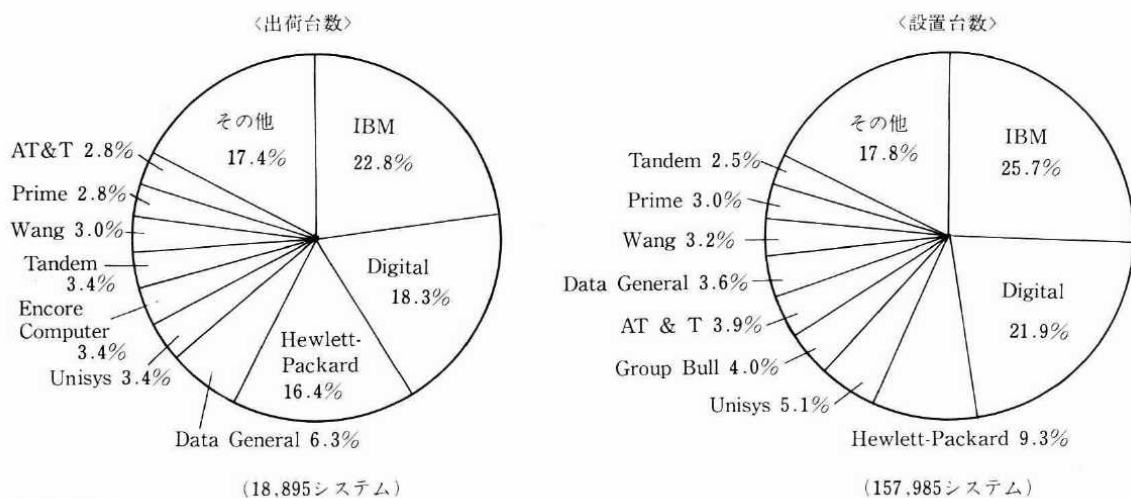 〈出荷台数〉
その他
17.4%
IBM
22.8%
AT&T 2.8%
Prime 2.8%
Wang 3.0%
Tandem
3.4%
Encore
Computer
3.4%
Unisys 3.4%
Data General 6.3%
Hewlett-
Packard
16.4%
Digital
18.3%
(18,895システム)
〈設置台数〉
その他
17.8%
IBM
25.7%
Tandem 2.5%
Prime 3.0%
Wang 3.2%
Data General 3.6%
AT & T 3.9%
Group Bull 4.0%
Unisys 5.1%
Hewlett-Packard 9.3%
Digital
21.9%
(157,985システム)